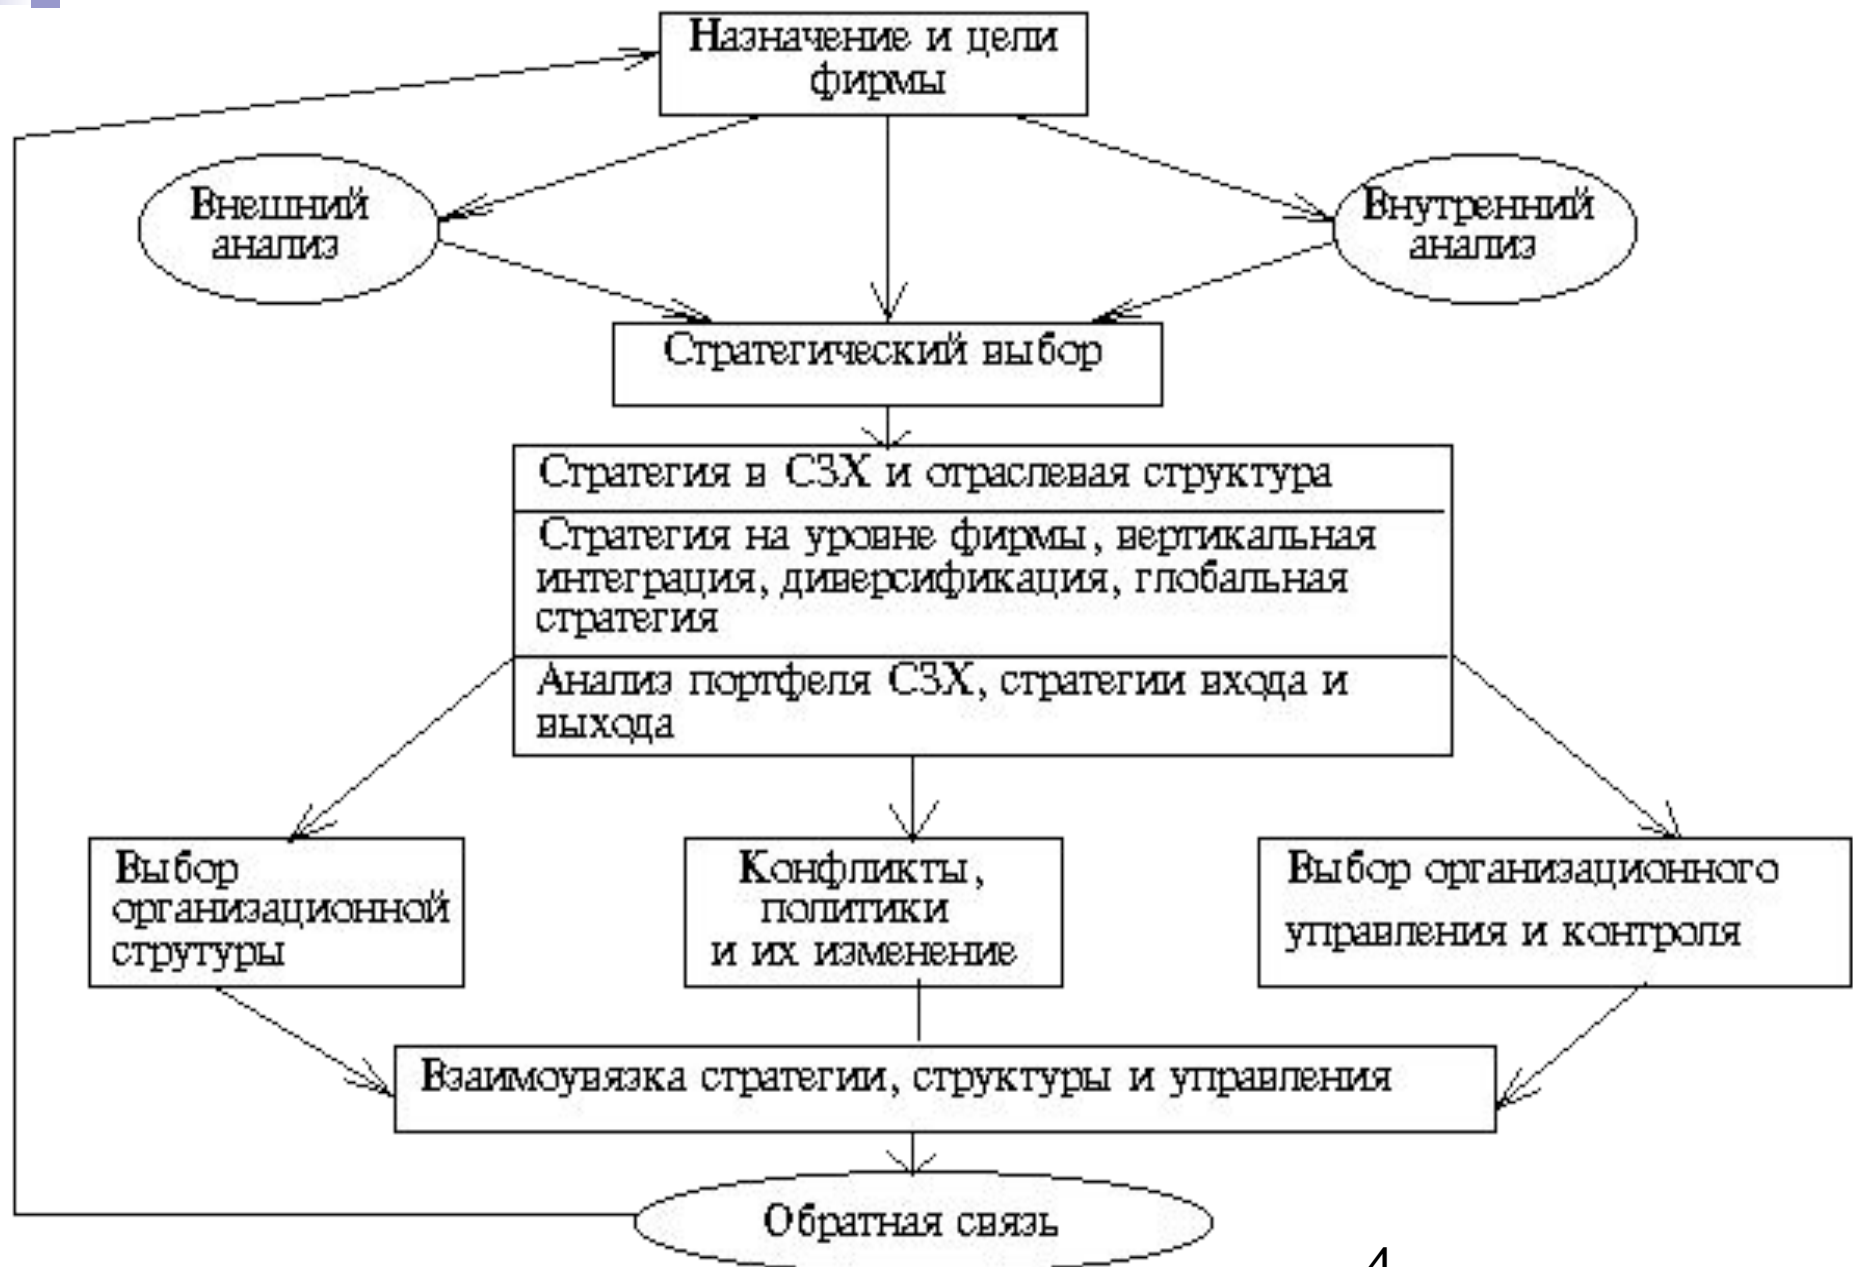 Назначение и цели
фирмы
Внешний
анализ
Внутренний
анализ
Стратегический выбор
Стратегия в СЗХ и отраслевая структура
Стратегия на уровне фирмы, вертикальная
интеграция, диверсификация, глобальная
стратегия
Анализ портфеля СЗХ, стратегии входа и
выхода
Выбор
организационной
струтуры
Конфликты,
политики
и их изменение
Выбор организационного
управления и контроля
Взаимоувязка стратегии, структуры и управления
Обратная связь
4